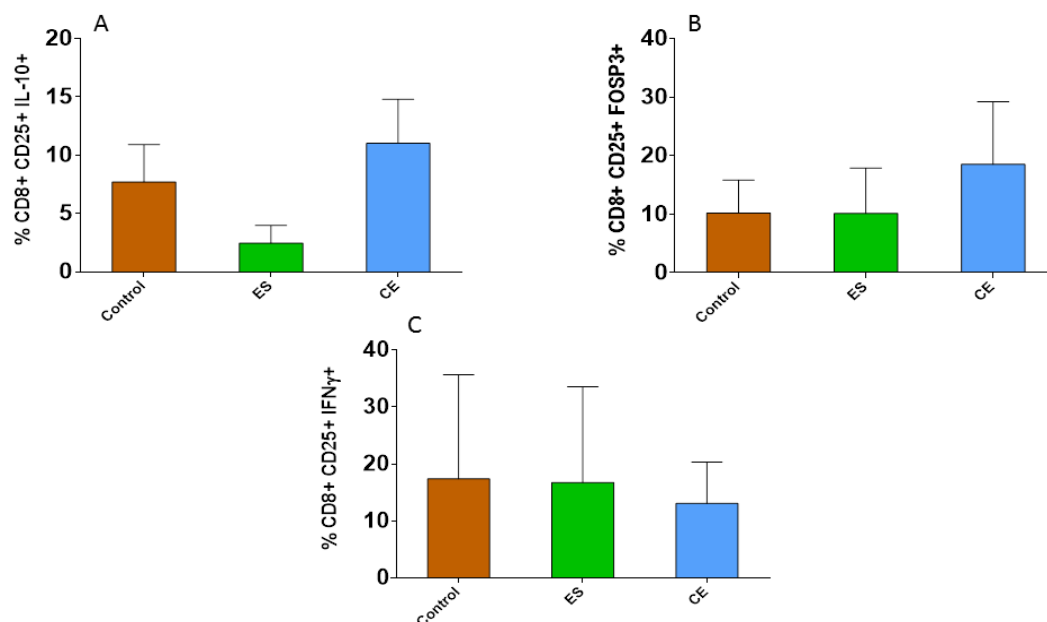 A
% CD8+ CD25+ IL-10+
20
15
10
5
0
Control
ES
CE
B
% CD8+ CD25+ FOSP3+
40
30
20
10
0
Control
ES
CE
C
% CD8+ CD25+ IFNγ+
40
30
20
10
0
Control
ES
CE